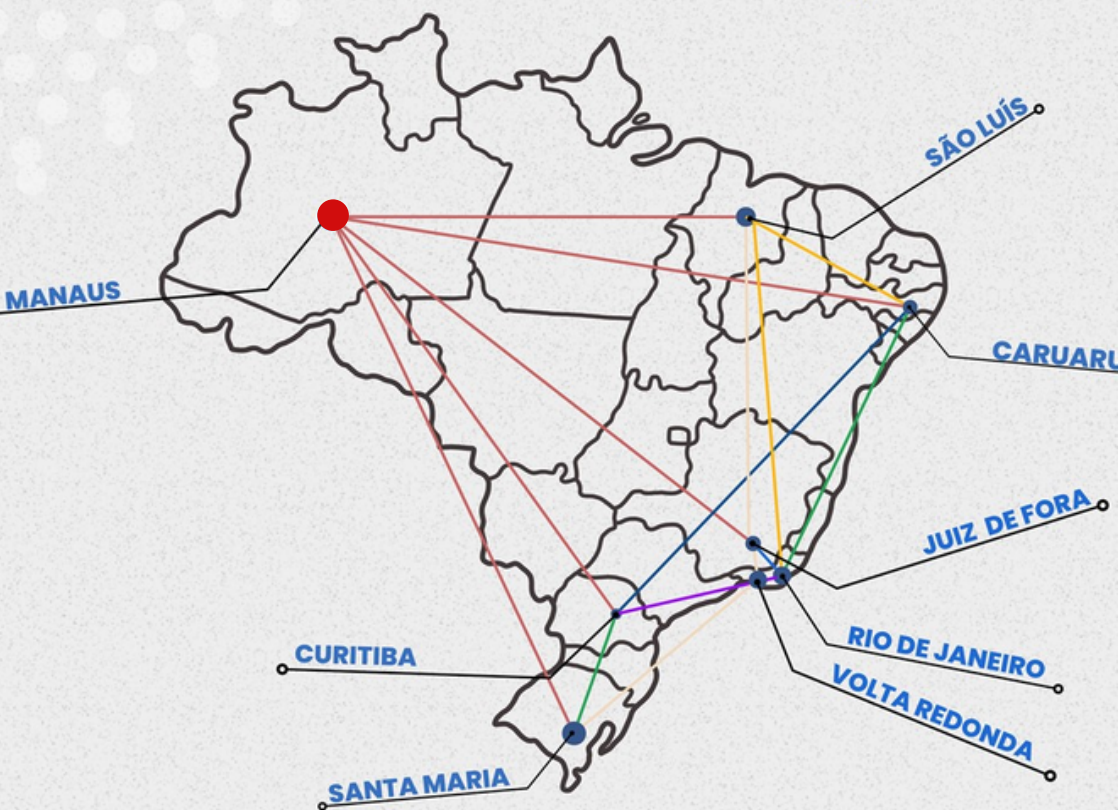 SÃO LUÍS
MANAUS
CARUARU
JUIZ DE FORA
RIO DE JANEIRO
CURITIBA
VOLTA REDONDA
SANTA MARIA